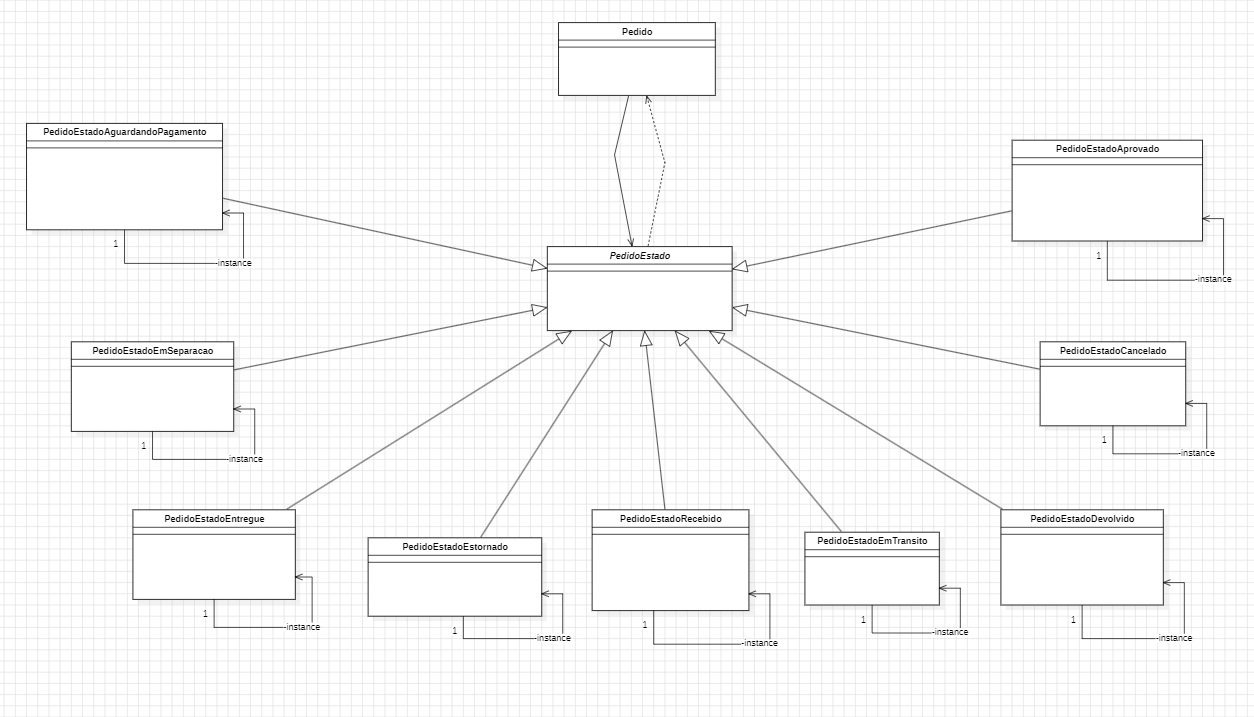 Pedido
PedidoEstadoAguardandoPagamento
1
-instance
PedidoEstadoAprovado
1
-instance
PedidoEstado
PedidoEstadoEmSeparacao
1
-instance
PedidoEstadoCancelado
1
-instance
PedidoEstadoEntregue
1
-instance
PedidoEstadoEstornado
1
-instance
PedidoEstadoRecebido
1
-instance
PedidoEstadoEmTransito
1
-instance
PedidoEstadoDevolvido
1
-instance